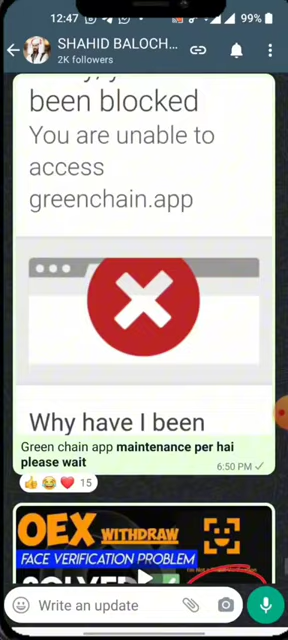 12:47
99%
SHAHID BALOCH...
2K followers
been blocked
You are unable to
access
greenchain.app
Why have I been
Green chain app maintenance per hai
please wait
6:50 PM
15
OEX WITHDRAW
FACE VERIFICATION PROBLEM
SOLVED
Write an update